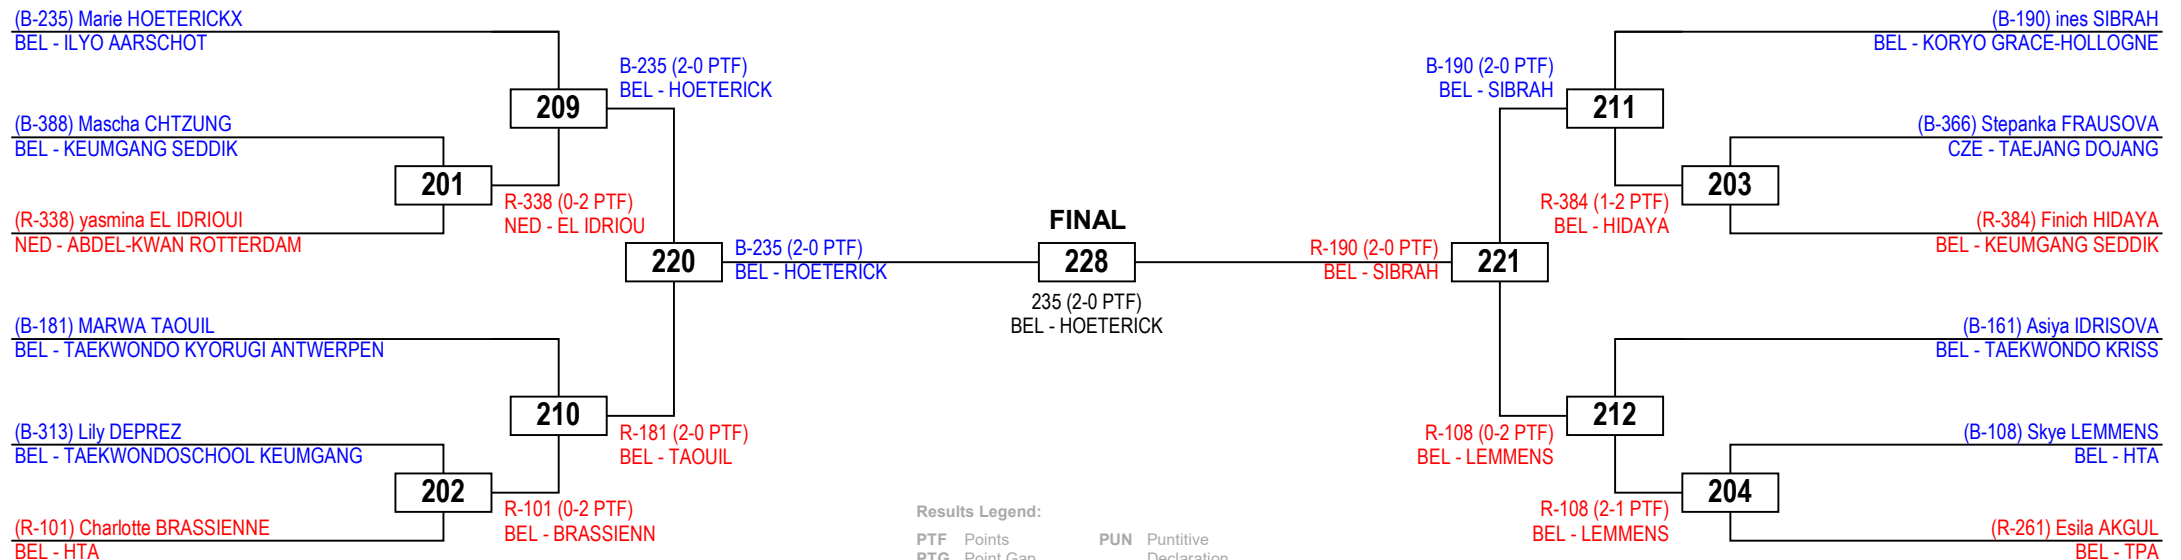 (B-235) Marie HOETERICKX
BEL - ILYO AARSCHOT
(B-388) Mascha CHTZUNG
BEL - KEUMGANG SEDDIK
(R-338) yasmina EL IDRIOUI
NED - ABDEL-KWAN ROTTERDAM
(B-181) MARWA TAOUIL
BEL - TAEKWONDO KYORUGI ANTWERPEN
(B-313) Lily DEPREZ
BEL - TAEKWONDOSCHOOL KEUMGANG
(R-101) Charlotte BRASSIENNE
BEL - HTA
201
R-338 (0-2 PTF)
NED - EL IDRIOU
202
R-101 (0-2 PTF)
BEL - BRASSIENN
209
B-235 (2-0 PTF)
BEL - HOETERICK
210
R-181 (2-0 PTF)
BEL - TAOUIL
220
B-235 (2-0 PTF)
BEL - HOETERICK
FINAL
228
235 (2-0 PTF)
BEL - HOETERICK
R-190 (2-0 PTF)
BEL - SIBRAH
221
B-190 (2-0 PTF)
BEL - SIBRAH
211
R-108 (0-2 PTF)
BEL - LEMMENS
212
R-384 (1-2 PTF)
BEL - HIDAYA
203
R-108 (2-1 PTF)
BEL - LEMMENS
204
(B-190) ines SIBRAH
BEL - KORYO GRACE-HOLLOGNE
(B-366) Stepanka FRAUSOVA
CZE - TAEJANG DOJANG
(R-384) Finich HIDAYA
BEL - KEUMGANG SEDDIK
(B-161) Asiya IDRISOVA
BEL - TAEKWONDO KRISS
(B-108) Skye LEMMENS
BEL - HTA
(R-261) Esila AKGUL
BEL - TPA
Results Legend:
PTF Points PUN Puntitive
PTG Point Gap Declaration